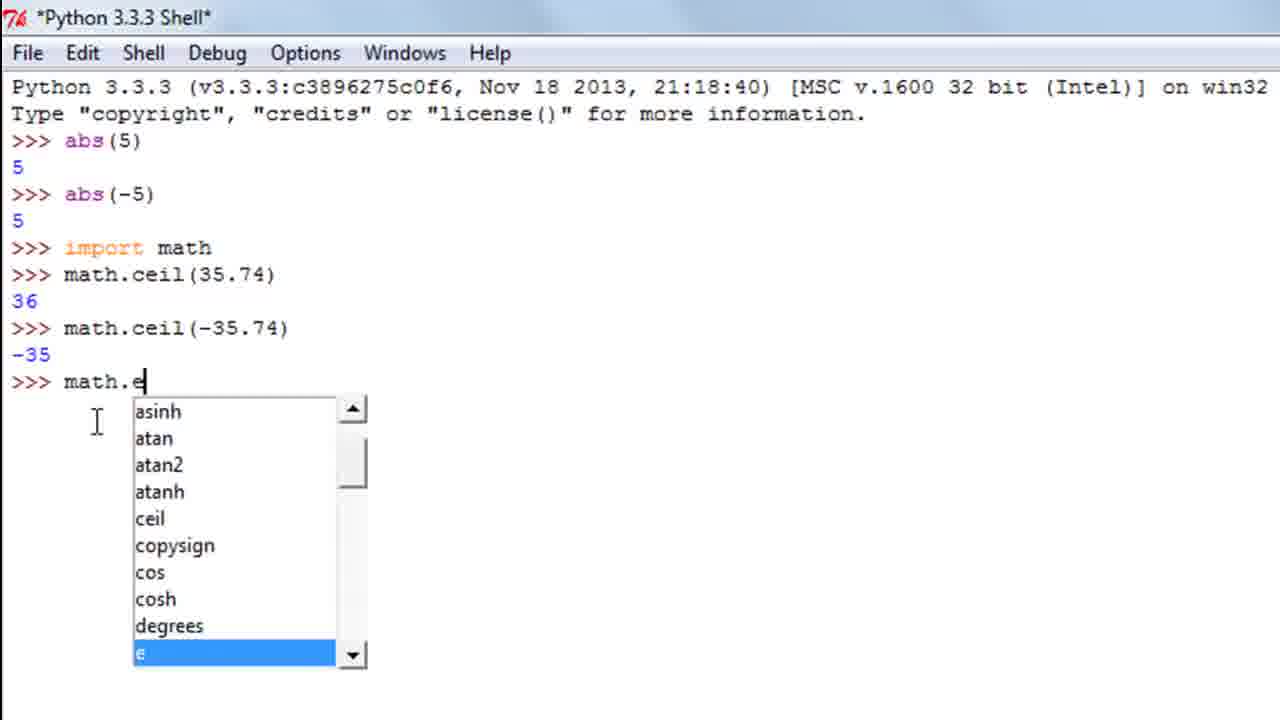 *Python 3.3.3 Shell*
File Edit Shell Debug Options Windows Help
Python 3.3.3 (v3.3.3:c3896275c0f6, Nov 18 2013, 21:18:40) [MSC v.1600 32 bit (Intel)] on win32
Type "copyright", "credits" or "license()" for more information.
>>> abs(5)
5
>>> abs(-5)
5
>>> import math
>>> math.ceil(35.74)
36
>>> math.ceil(-35.74)
-35
>>> math.e
asinh
atan
atan2
atanh
ceil
copysign
cos
cosh
degrees
e